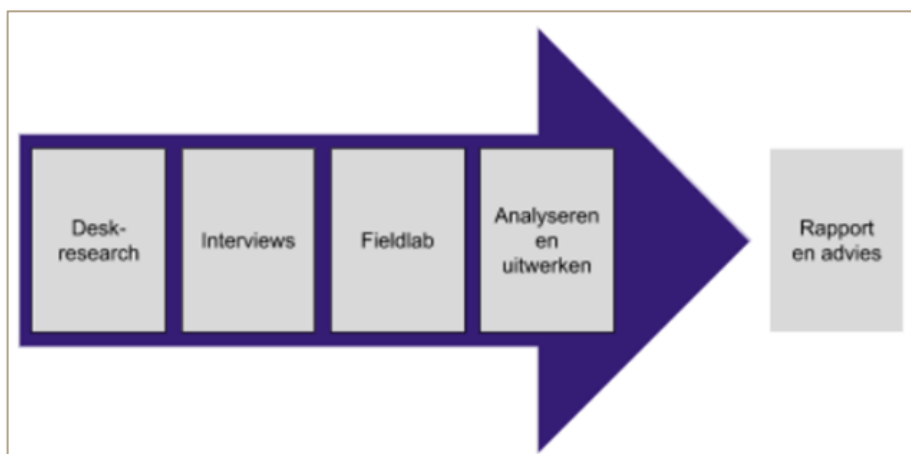 Desk-
research
Interviews
Fieldlab
Analyseren
en
uitwerken
Rapport
en advies